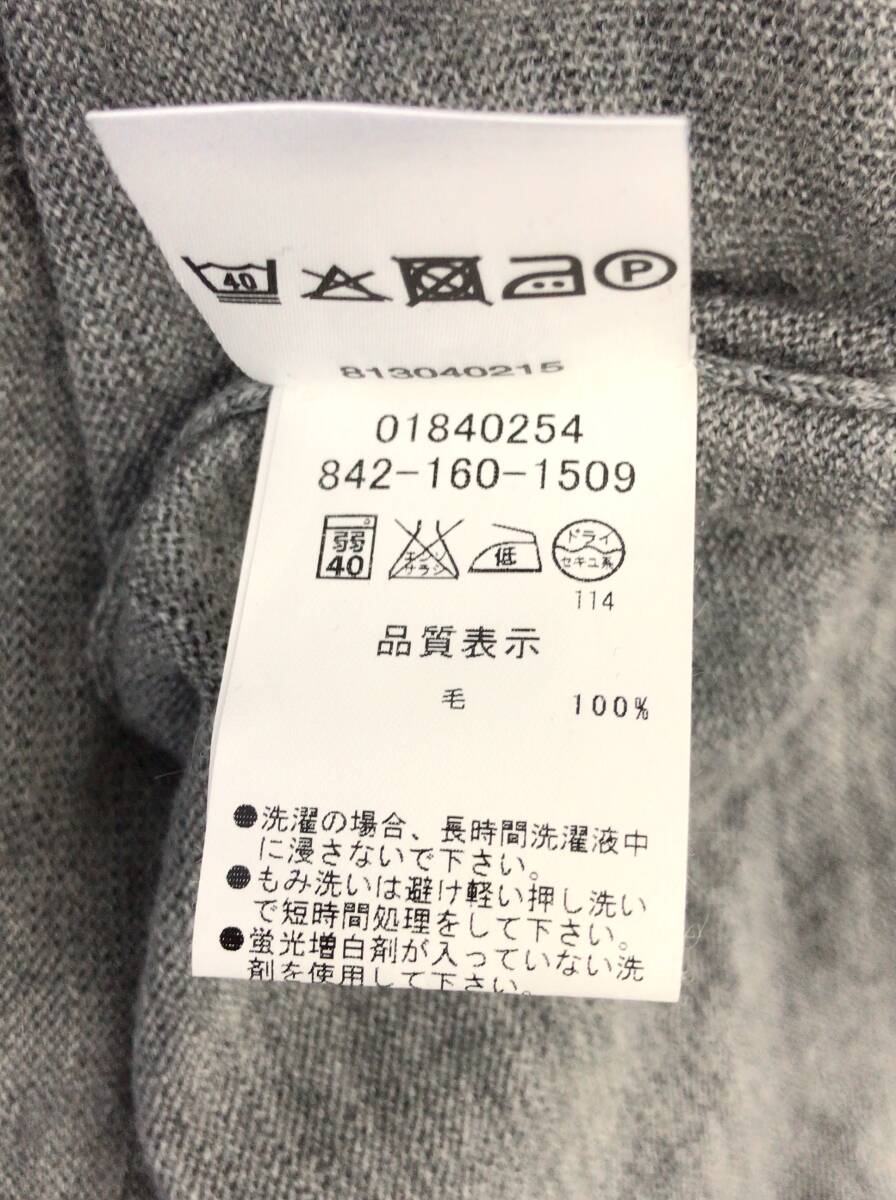 40
P
813040215
01840254
842-160-1509
弱
40
エンソ
サラシ
低
ドライ
セキユ系
114
品質表示
毛 100%
●洗濯の場合、長時間洗濯液中
に浸さないで下さい。
●もみ洗いは避け軽い押し洗い
で短時間処理をして下さい。
●蛍光増白剤が入っていない洗
剤を使用して下さい。